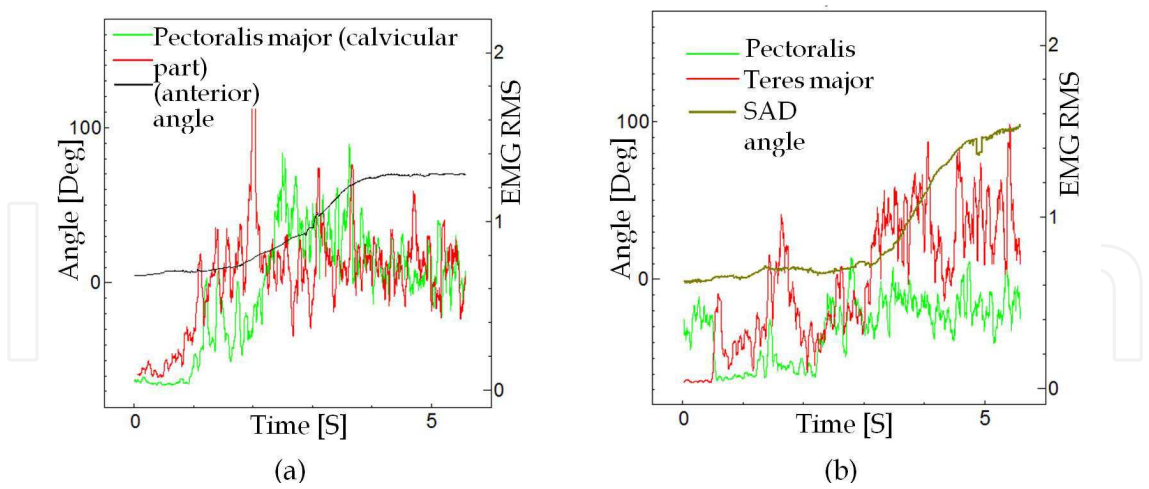 Pectoralis major (calvicular
part)
(anterior)
angle
2
100
1
0
0
Angle [Deg]
EMG RMS
0
5
Time [S]
(a)
Pectoralis
Teres major
SAD
angle
2
100
1
0
0
Angle [Deg]
EMG RMS
0
5
Time [S]
(b)